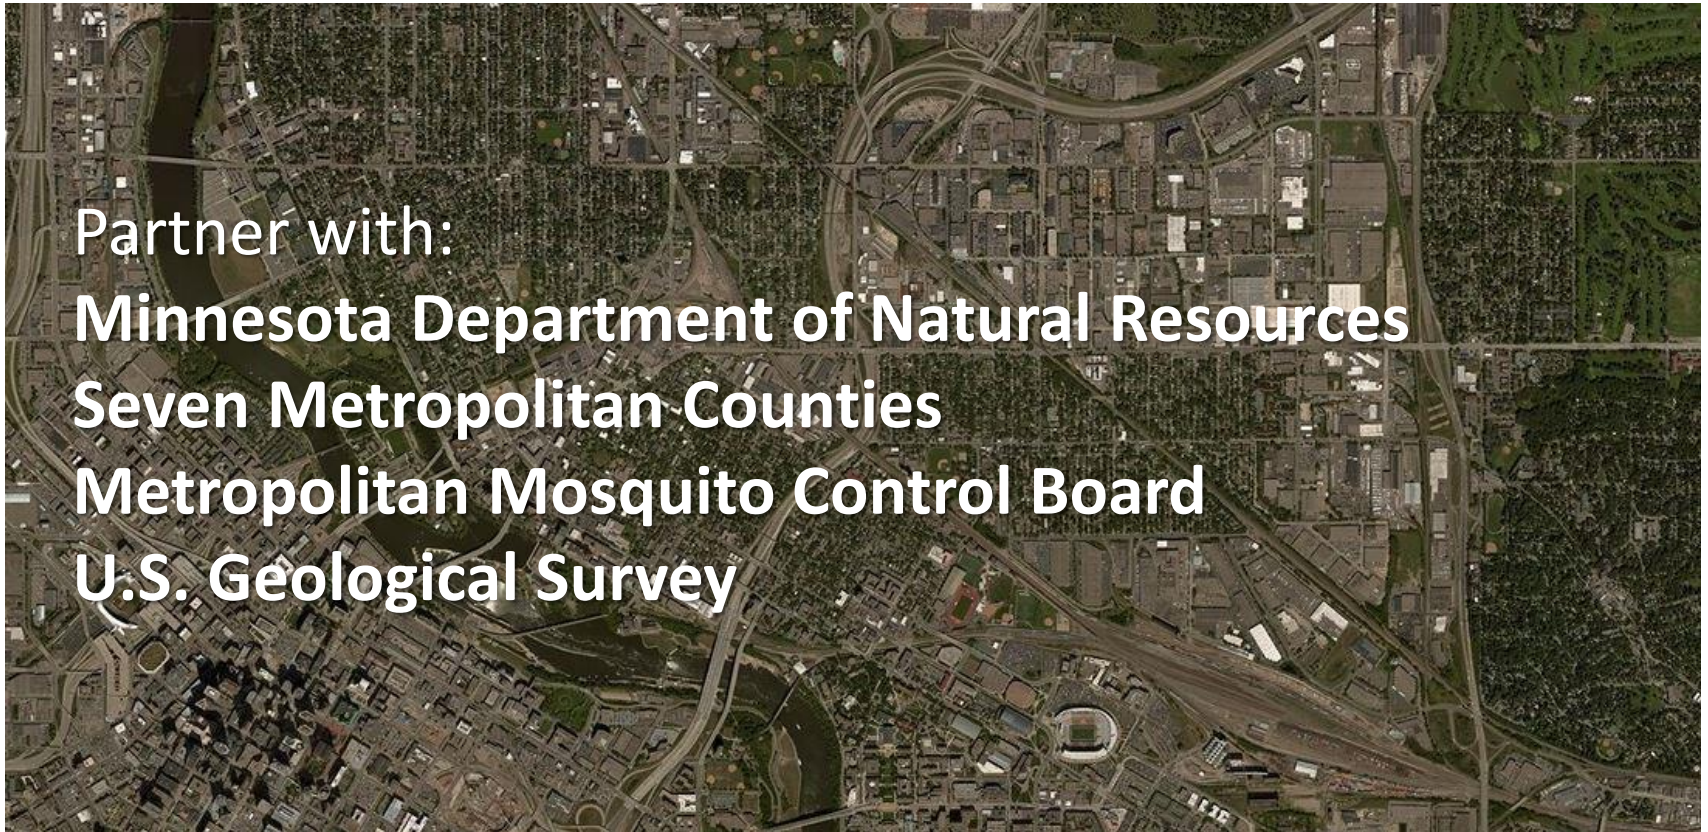 Partner with:
Minnesota Department of Natural Resources
Seven Metropolitan Counties
Metropolitan Mosquito Control Board
U.S. Geological Survey